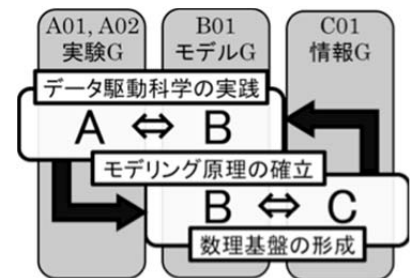 A01, A02
実験G
B01
モデルG
C01
情報G
データ駆動科学の実践
A ⇔ B
モデリング原理の確立
B ⇔ C
数理基盤の形成